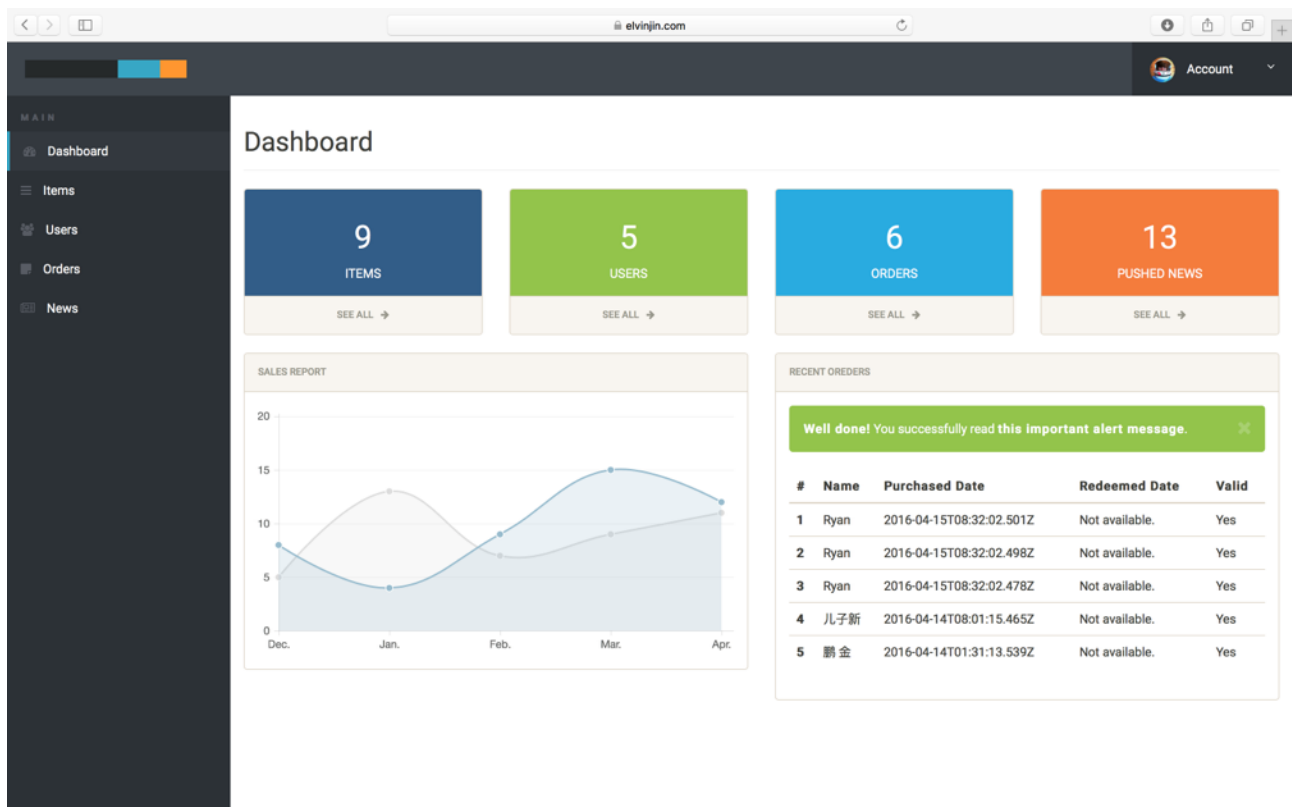 elvinjin.com
Account
MAIN
Dashboard
Items
Users
Orders
News
Dashboard
9
ITEMS
SEE ALL
5
USERS
SEE ALL
6
ORDERS
SEE ALL
13
PUSHED NEWS
SEE ALL
SALES REPORT
20
15
10
5
0
Dec. Jan. Feb. Mar. Apr.
RECENT OREDERS
Well done! You successfully read this important alert message.
# Name Purchased Date Redeemed Date Valid
1 Ryan 2016-04-15T08:32:02.501Z Not available. Yes
2 Ryan 2016-04-15T08:32:02.498Z Not available. Yes
3 Ryan 2016-04-15T08:32:02.478Z Not available. Yes
4 儿子新 2016-04-14T08:01:15.465Z Not available. Yes
5 鹏 金 2016-04-14T01:31:13.539Z Not available. Yes